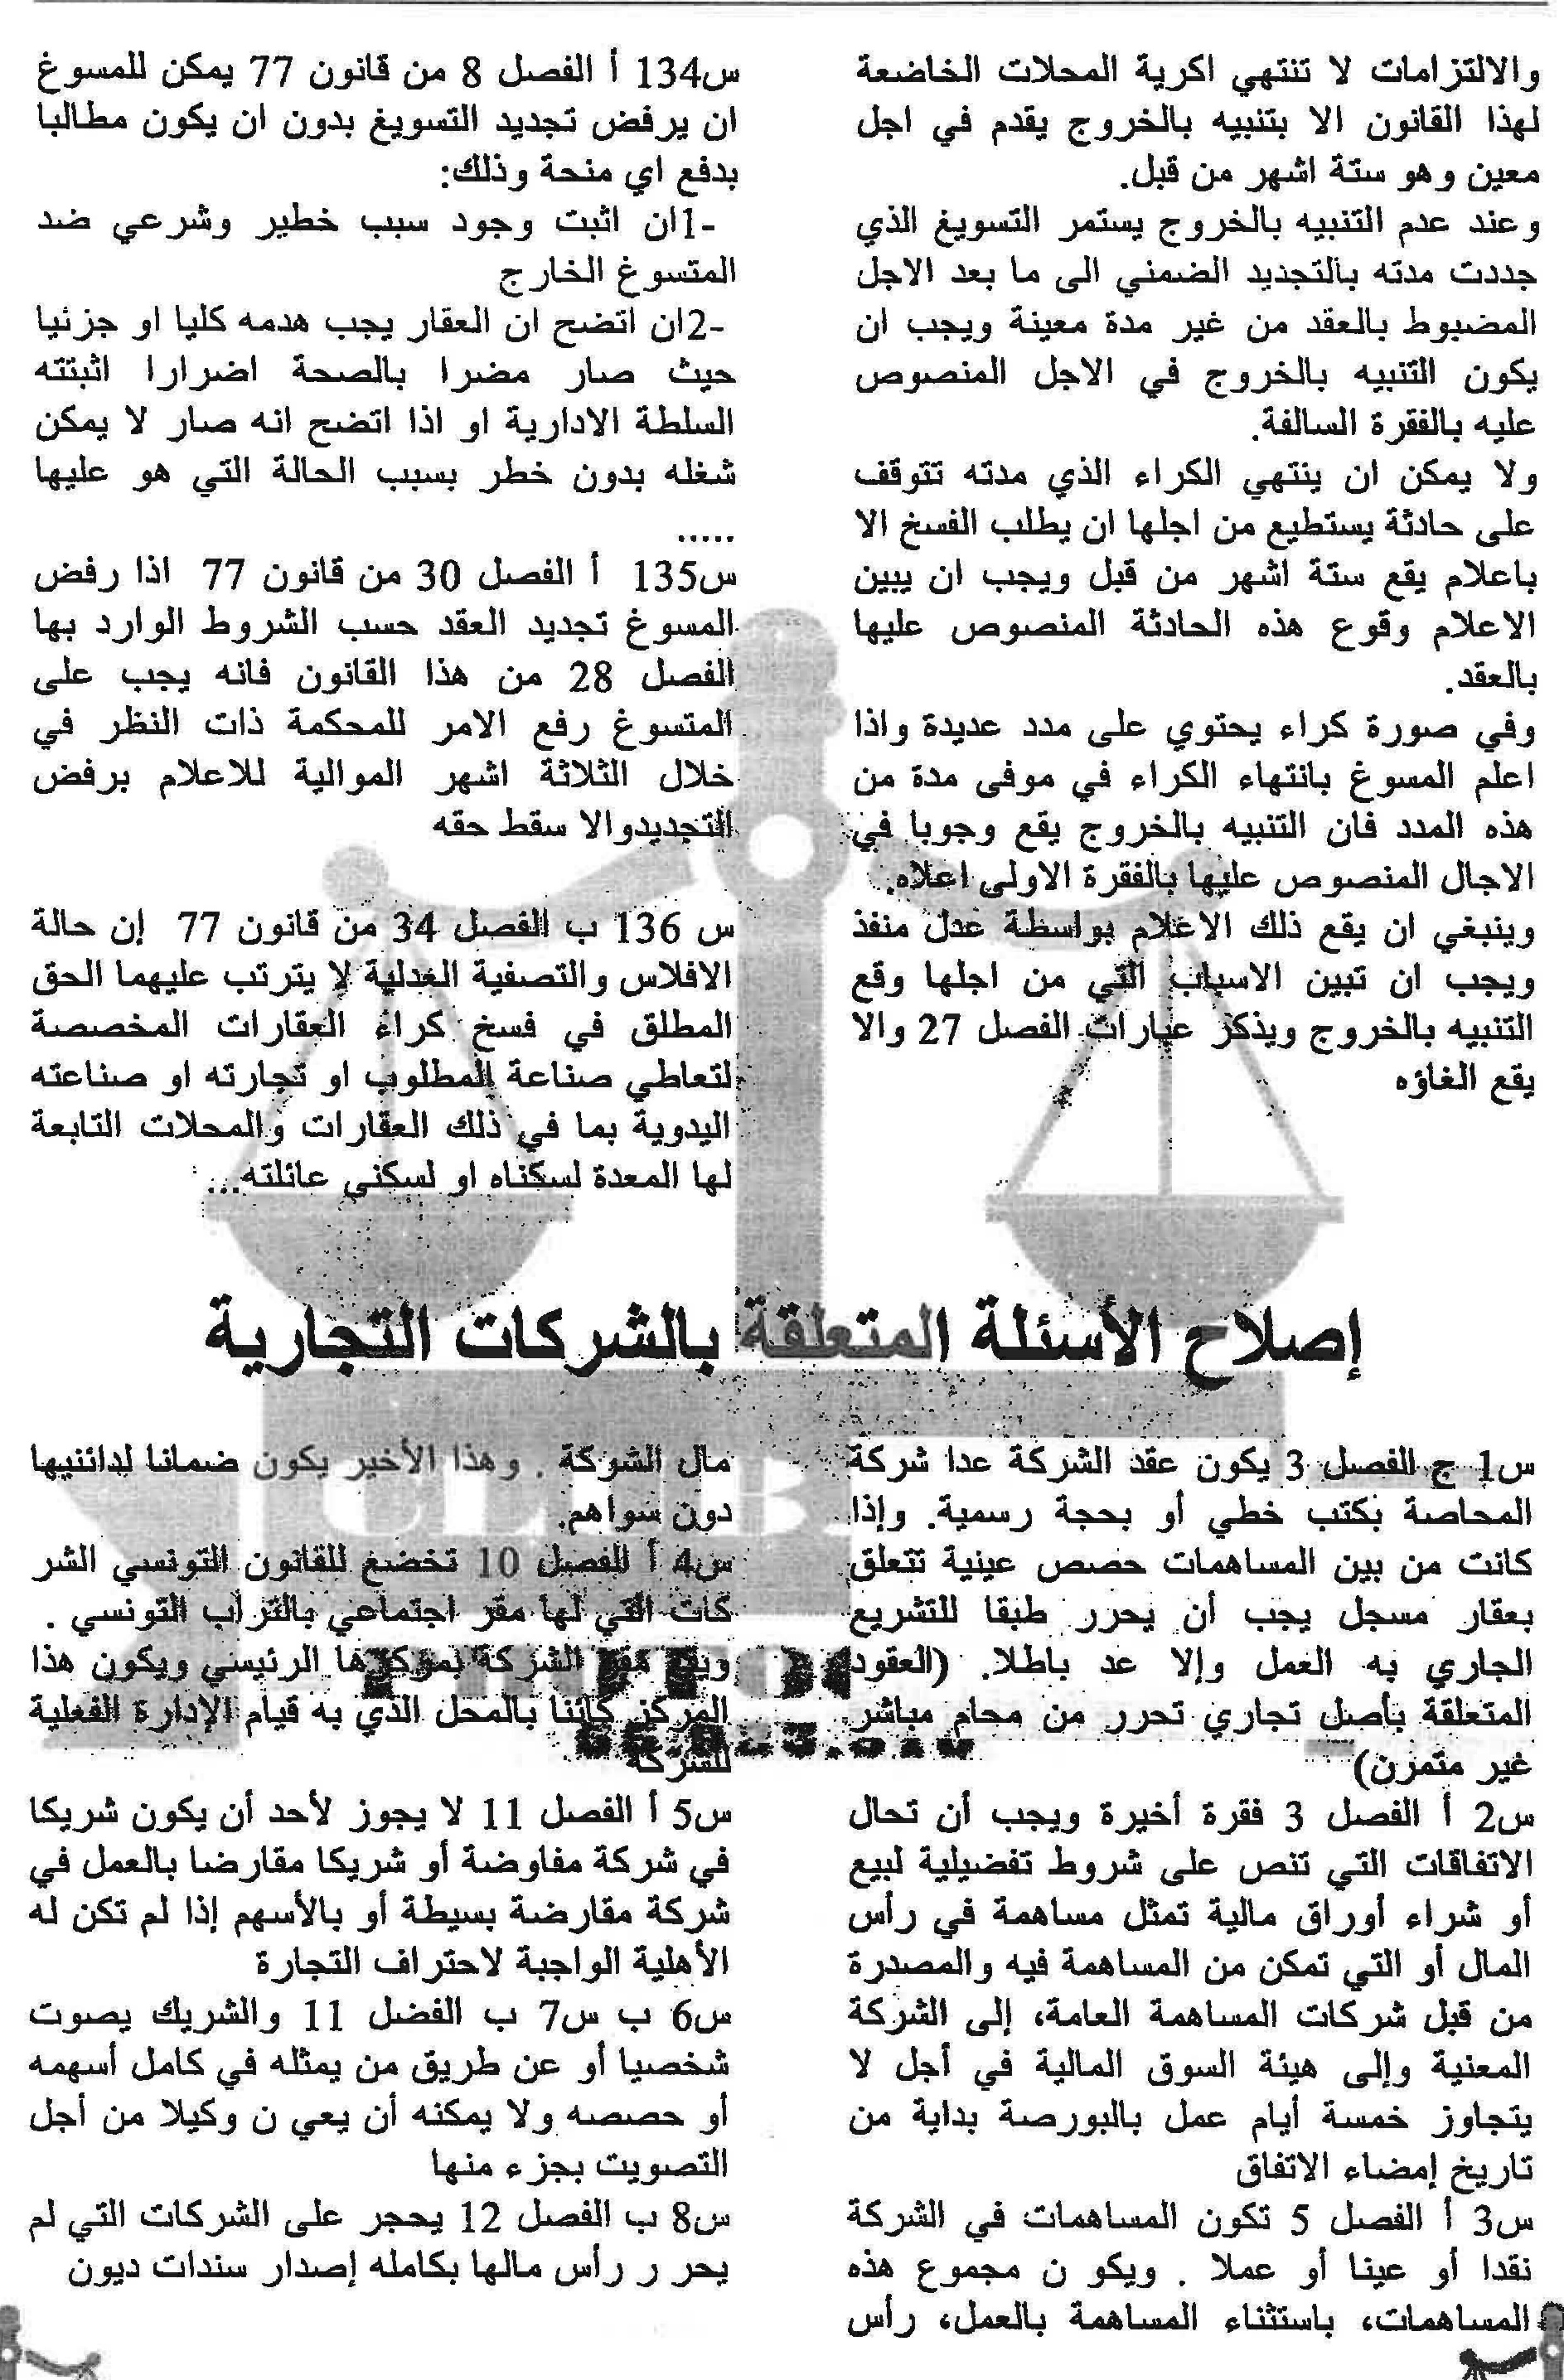 والالتزامات لا تنتهي اكرية المحلات الخاضعة
لهذا القانون الا بتنبيه بالخروج يقدم في اجل
معين وهو ستة اشهر من قبل.
وعند عدم التنبيه بالخروج يستمر التسويغ الذي
جددت مدته بالتجديد الضمني الى ما بعد الاجل
المضبوط بالعقد من غير مدة معينة ويجب ان
يكون التنبيه بالخروج في الاجل المنصوص
عليه بالفقرة السالفة.
ولا يمكن ان ينتهي الكراء الذي مدته تتوقف
على حادثة يستطيع من اجلها ان يطلب الفسخ الا
باعلام يقع ستة اشهر من قبل ويجب ان يبين
الاعلام وقوع هذه الحادثة المنصوص عليها
بالعقد.
وفي صورة كراء يحتوي على مدد عديدة واذا
اعلم المسوغ بانتهاء الكراء في موفى مدة من
هذه المدد فان التنبيه بالخروج يقع وجوبا في
الاجال المنصوص عليها بالفقرة الاولى اعلاه.
وينبغي ان يقع ذلك الاعلام بواسطة عدل منفذ
ويجب ان تبين الاسباب التي من اجلها وقع
التنبيه بالخروج ويذكر عبارات الفصل 27 والا
يقع الغاؤه
س134 أ الفصل 8 من قانون 77 يمكن للمسوغ
ان يرفض تجديد التسويغ بدون ان يكون مطالبا
بدفع اي منحة وذلك:
-1ان اثبت وجود سبب خطير وشرعي ضد
المتسوغ الخارج
-2ان اتضح ان العقار يجب هدمه كليا او جزئيا
حيث صار مضرا بالصحة اضرارا اثبتته
السلطة الادارية او اذا اتضح انه صار لا يمكن
شغله بدون خطر بسبب الحالة التي هو عليها
.....
س135 أ الفصل 30 من قانون 77 اذا رفض
المسوغ تجديد العقد حسب الشروط الوارد بها
الفصل 28 من هذا القانون فانه يجب على
المتسوغ رفع الامر للمحكمة ذات النظر في
خلال الثلاثة اشهر الموالية للاعلام برفض
التجديدوالا سقط حقه
س 136 ب الفصل 34 من قانون 77 إن حالة
الافلاس والتصفية العدلية لا يترتب عليهما الحق
المطلق في فسخ كراء العقارات المخصصة
لتعاطي صناعة المطلوب او تجارته او صناعته
اليدوية بما في ذلك العقارات والمحلات التابعة
لها المعدة لسكناه او لسكنى عائلته...
إصلاح الأسئلة المتعلقة بالشركات التجارية
س1 ج الفصل 3 يكون عقد الشركة عدا شركة
المحاصة بكتب خطي أو بحجة رسمية. وإذا
كانت من بين المساهمات حصص عينية تتعلق
بعقار مسجل يجب أن يحرر طبقا للتشريع
الجاري به العمل وإلا عد باطلا. (العقود
المتعلقة بأصل تجاري تحرر من محام مباشر
غير متمرن)
س2 أ الفصل 3 فقرة أخيرة ويجب أن تحال
الاتفاقات التي تنص على شروط تفضيلية لبيع
أو شراء أوراق مالية تمثل مساهمة في رأس
المال أو التي تمكن من المساهمة فيه والمصدرة
من قبل شركات المساهمة العامة، إلى الشركة
المعنية وإلى هيئة السوق المالية في أجل لا
يتجاوز خمسة أيام عمل بالبورصة بداية من
تاريخ إمضاء الاتفاق
س3 أ الفصل 5 تكون المساهمات في الشركة
نقدا أو عينا أو عملا . ويكو ن مجموع هذه
المساهمات، باستثناء المساهمة بالعمل، رأس
مال الشركة . وهذا الأخير يكون ضمانا لدائنيها
دون سواهم.
س4 أ الفصل 10 تخضع للقانون التونسي الشر
كات التي لها مقر اجتماعي بالتراب التونسي .
مقر الشركة بمركزها الرئيسي ويكون هذا
المركز كائنا بالمحل الذي به قيام الإدارة الفعلية
للشركة
س5 أ الفصل 11 لا يجوز لأحد أن يكون شريكا
في شركة مفاوضة أو شريكا مقارضا بالعمل في
شركة مقارضة بسيطة أو بالأسهم إذا لم تكن له
الأهلية الواجبة لاحتراف التجارة
س6 ب س7 ب الفضل 11 والشريك يصوت
شخصيا أو عن طريق من يمثله في كامل أسهمه
أو حصصه ولا يمكنه أن يعي ن وكيلا من أجل
التصويت بجزء منها
س8 ب الفصل 12 يحجر على الشركات التي لم
يحر ر رأس مالها بكامله إصدار سندات ديون